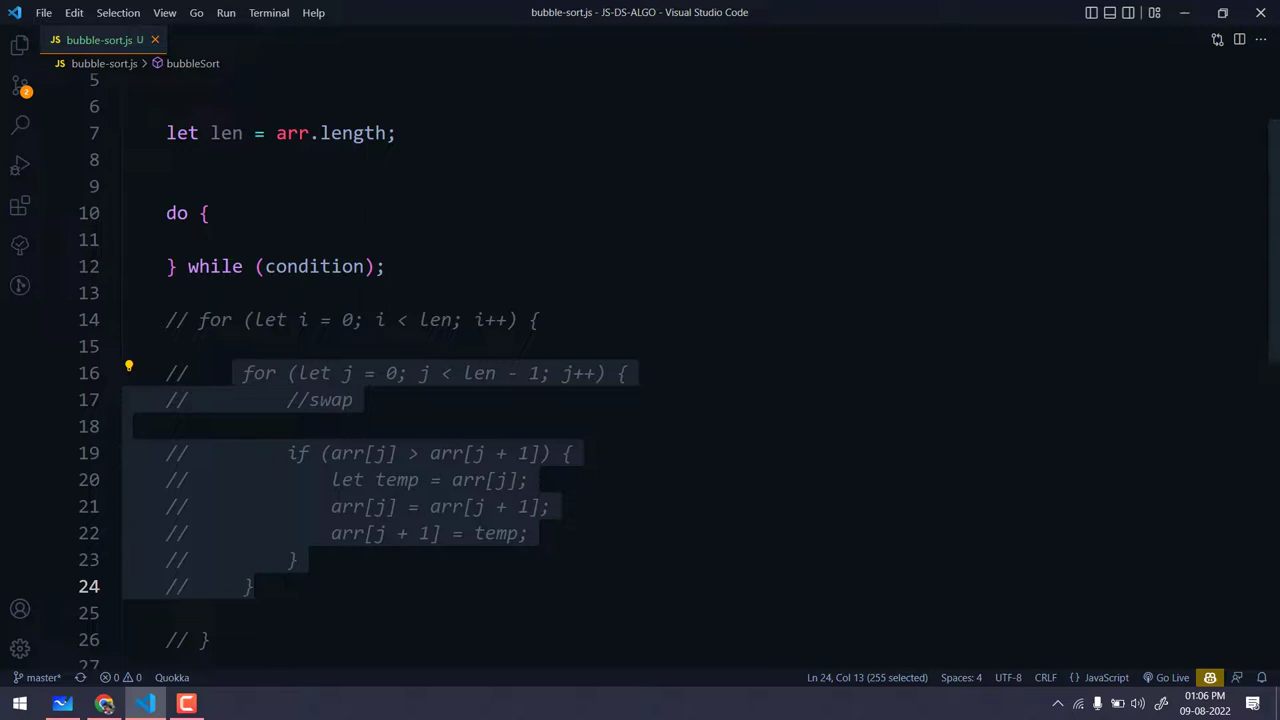 File Edit Selection View Go Run Terminal Help
bubble-sort.js - JS-DS-ALGO - Visual Studio Code
JS bubble-sort.js U
JS bubble-sort.js > bubbleSort
5
6
7 let len = arr.length;
8
9
10 do {
11
12 } while (condition);
13
14 // for (let i = 0; i < len; i++) {
15
16 // for (let j = 0; j < len - 1; j++) {
17 // //swap
18
19 // if (arr[j] > arr[j + 1]) {
20 // let temp = arr[j];
21 // arr[j] = arr[j + 1];
22 // arr[j + 1] = temp;
23 // }
24 // }
25
26 // }
27
2
master* 0 0 Quokka
Ln 24, Col 13 (255 selected) Spaces: 4 UTF-8 CRLF {} JavaScript Go Live
01:06 PM
09-08-2022